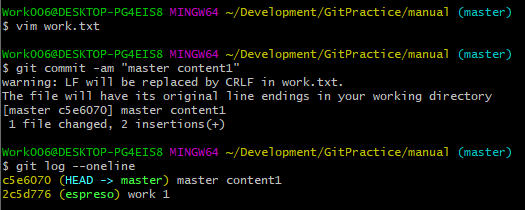 Work006@DESKTOP-PG4EIS8 MINGW64 ~/Development/GitPractice/manual (master)
$ vim work.txt
Work006@DESKTOP-PG4EIS8 MINGW64 ~/Development/GitPractice/manual (master)
$ git commit -am "master content1"
warning: LF will be replaced by CRLF in work.txt.
The file will have its original line endings in your working directory
[master c5e6070] master content1
 1 file changed, 2 insertions(+)
Work006@DESKTOP-PG4EIS8 MINGW64 ~/Development/GitPractice/manual (master)
$ git log --oneline
c5e6070 (HEAD -> master) master content1
2c5d776 (espreso) work 1